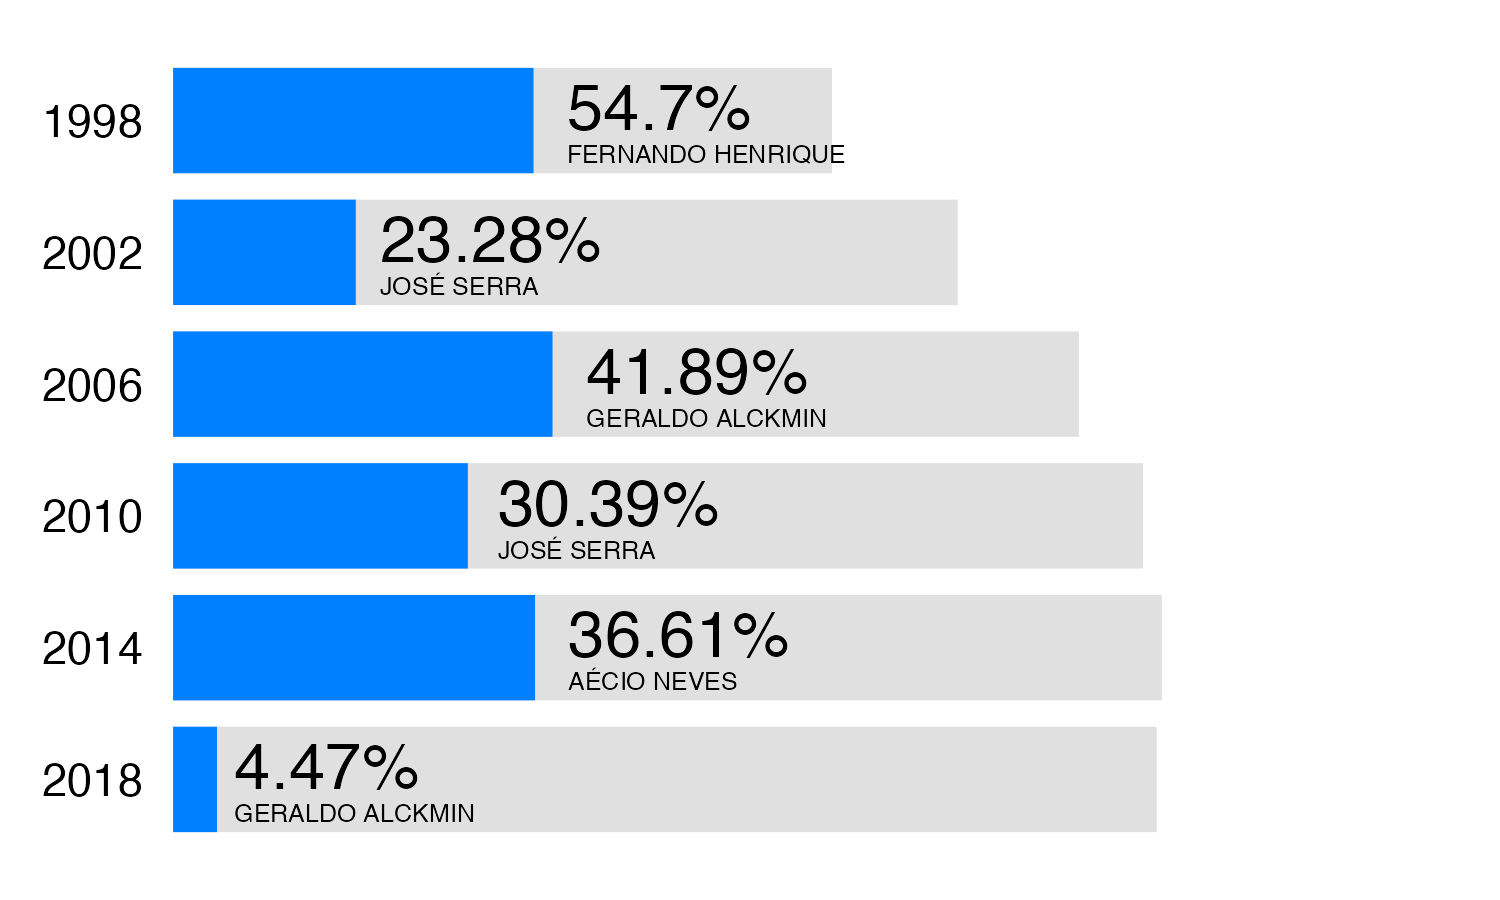 1998
54.7%
FERNANDO HENRIQUE
2002
23.28%
JOSÉ SERRA
2006
41.89%
GERALDO ALCKMIN
2010
30.39%
JOSÉ SERRA
2014
36.61%
AÉCIO NEVES
2018
4.47%
GERALDO ALCKMIN